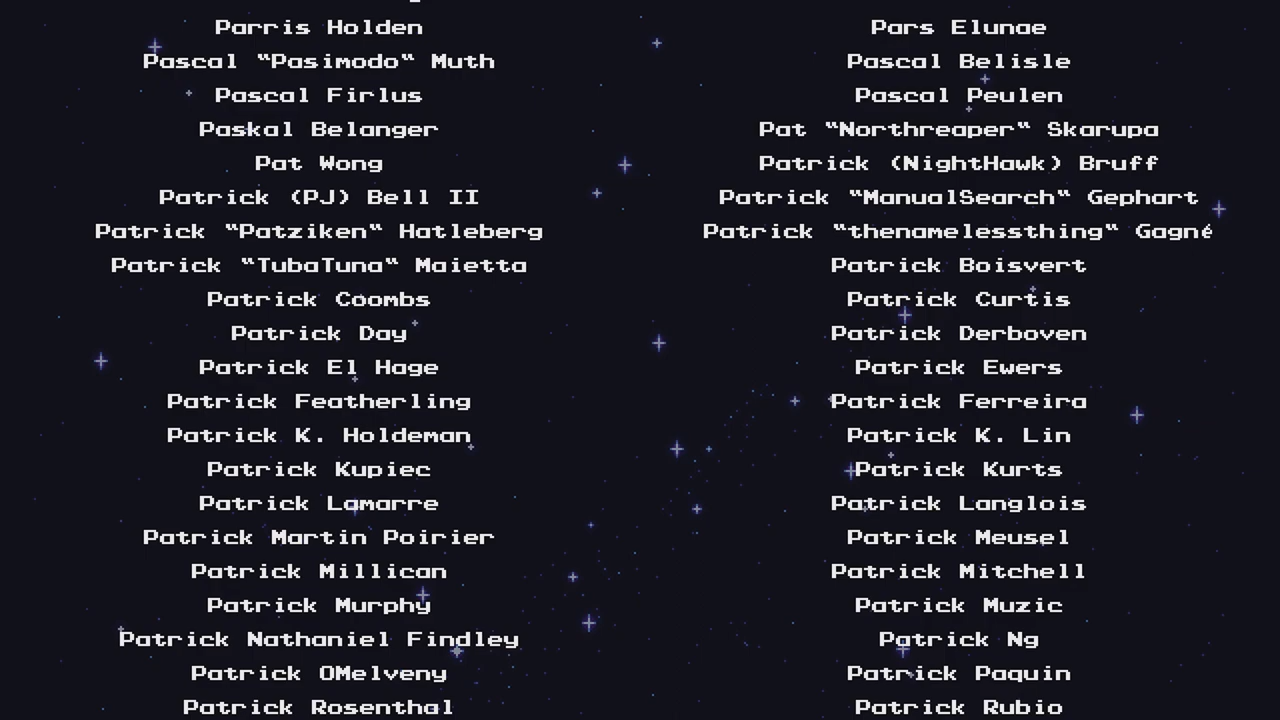 Parris Holden Pars Elunae
Pascal "Pasimodo" Muth Pascal Belisle
Pascal Firlus Pascal Peulen
Paskal Belanger Pat "Northreaper" Skarupa
Pat Wong Patrick (NightHawk) Bruff
Patrick (PJ) Bell II Patrick "ManualSearch" Gephart
Patrick "Patziken" Hatleberg Patrick "thenamelessthing" Gagné
Patrick "TubaTuna" Maietta Patrick Boisvert
Patrick Coombs Patrick Curtis
Patrick Day Patrick Derboven
Patrick El Hage Patrick Ewers
Patrick Featherling Patrick Ferreira
Patrick K. Holdeman Patrick K. Lin
Patrick Kupiec Patrick Kurts
Patrick Lamarre Patrick Langlois
Patrick Martin Poirier Patrick Meusel
Patrick Millican Patrick Mitchell
Patrick Murphy Patrick Muzic
Patrick Nathaniel Findley Patrick Ng
Patrick OMelveny Patrick Paquin
Patrick Rosenthal Patrick Rubio